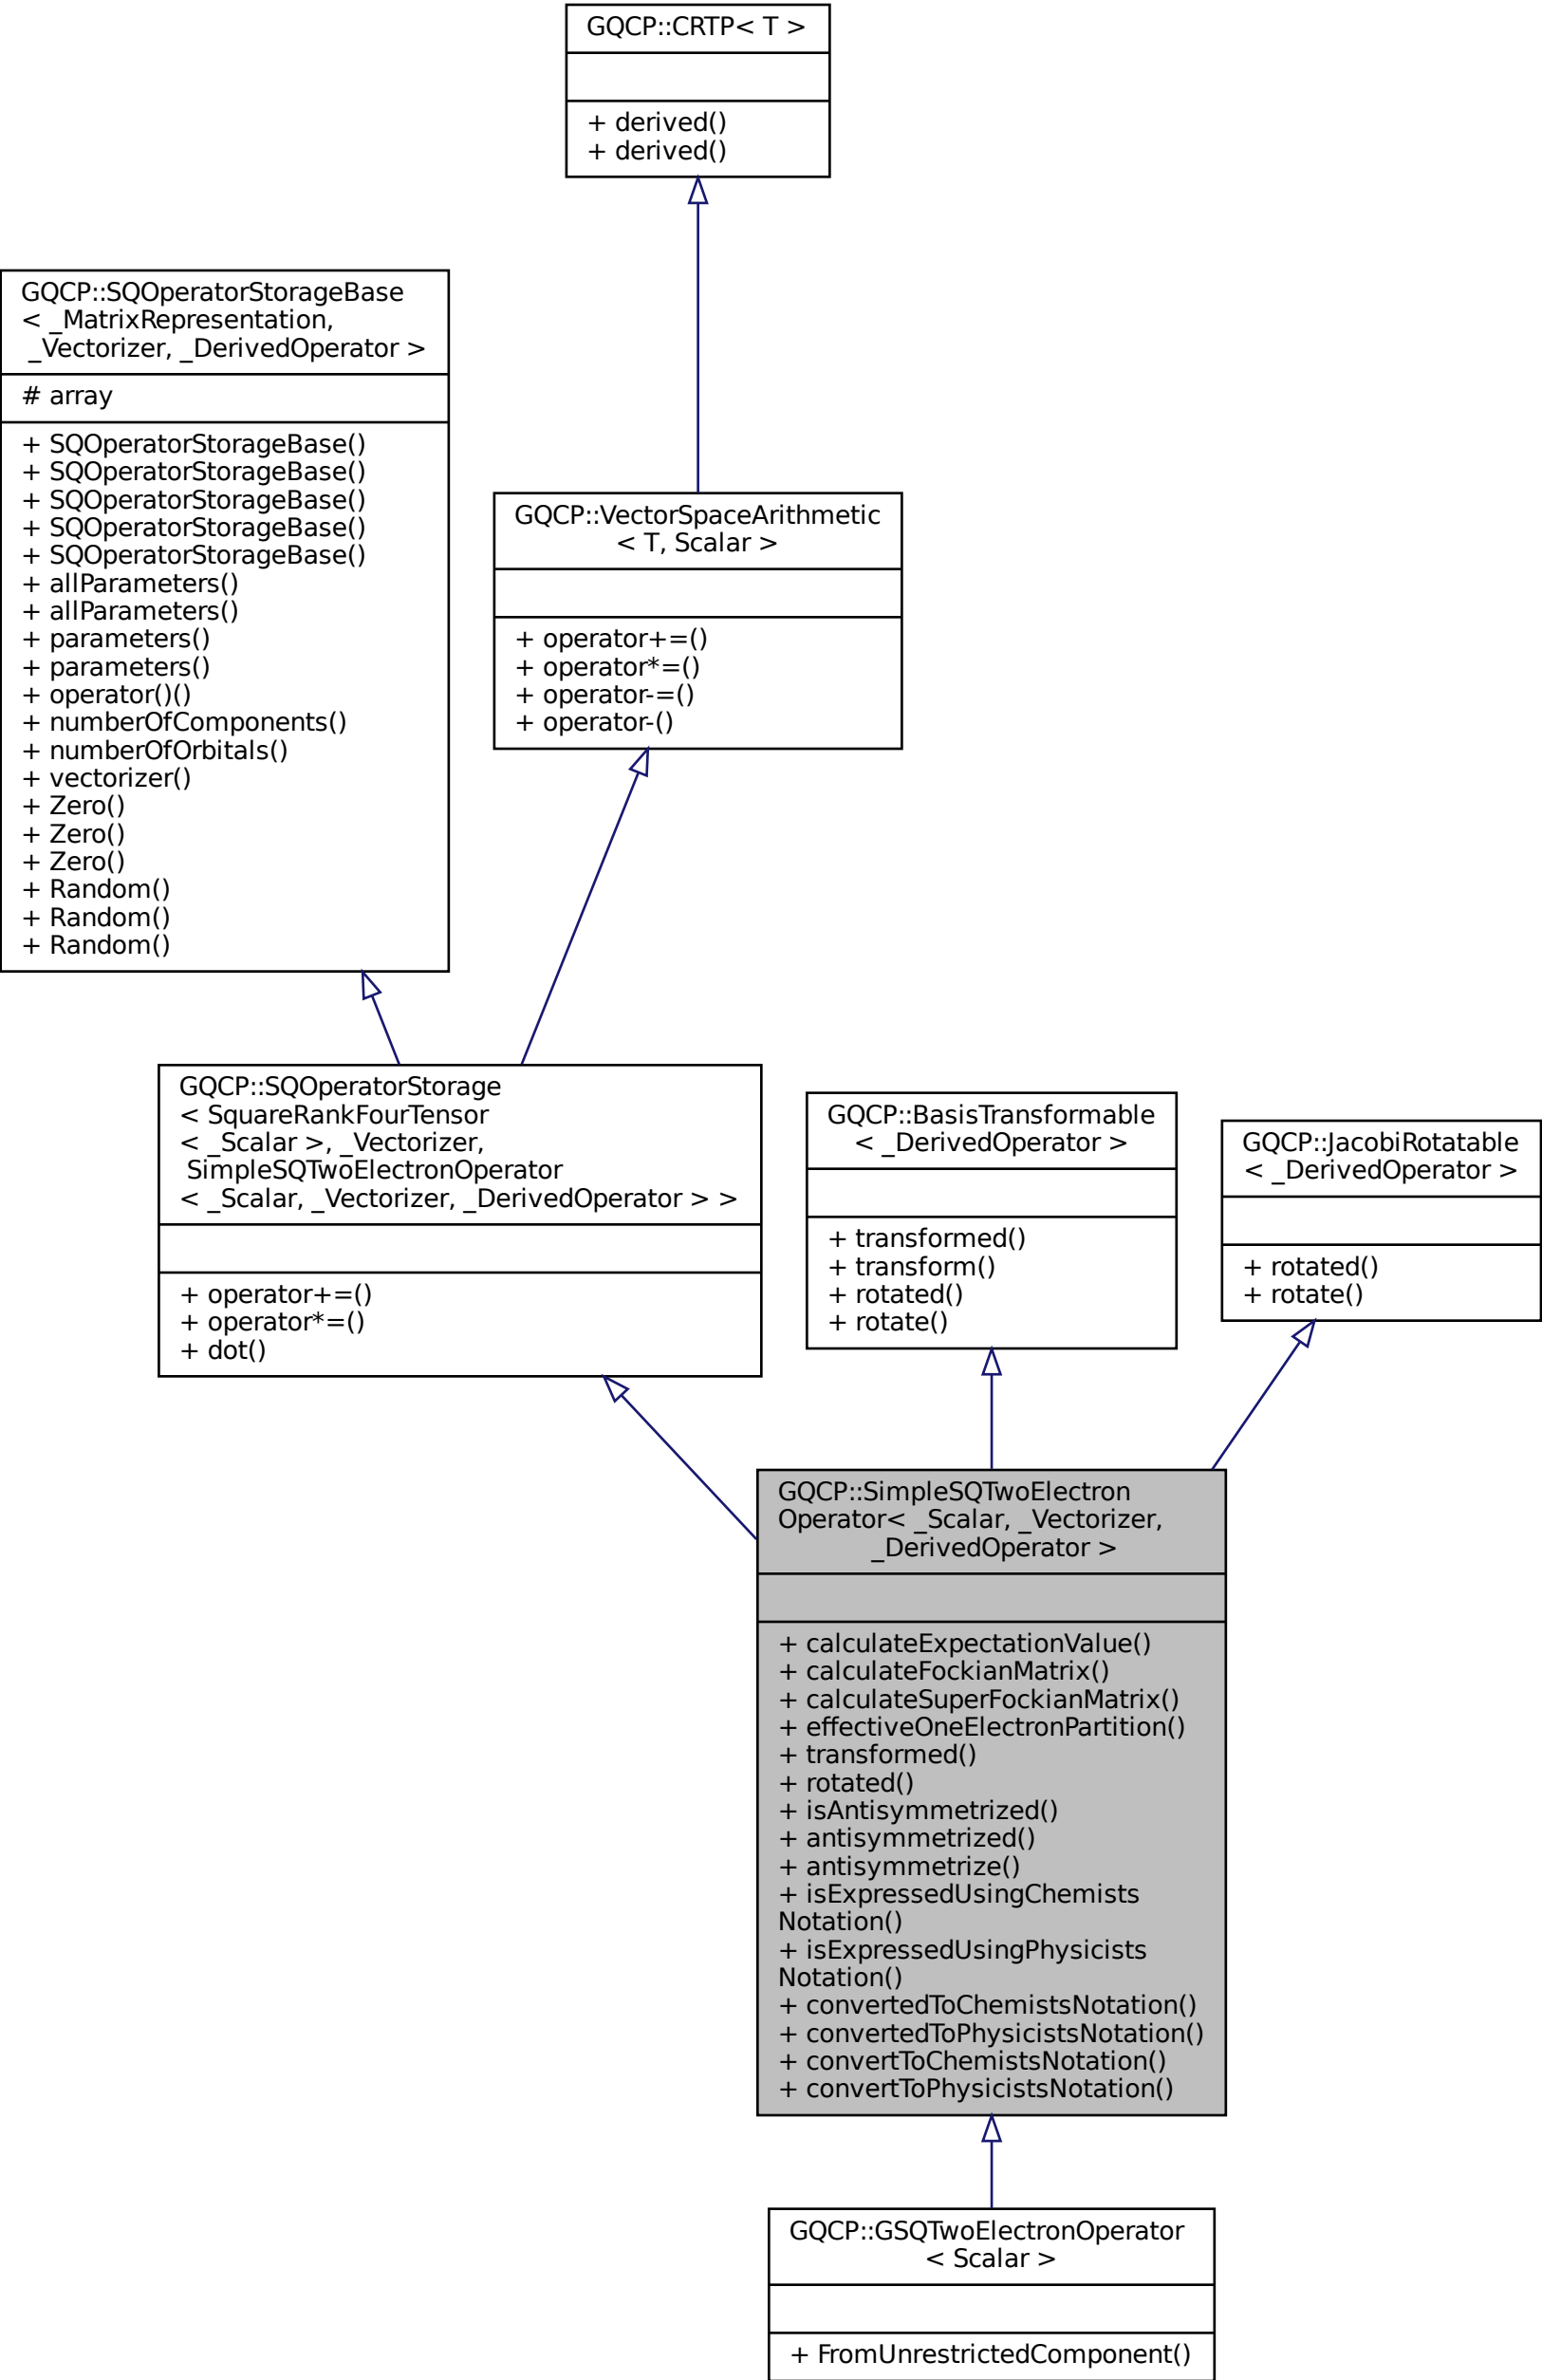 GQCP::CRTP< T >
+ derived()
+ derived()
GQCP::SQOperatorStorageBase
< _MatrixRepresentation,
_Vectorizer, _DerivedOperator >
# array
+ SQOperatorStorageBase()
+ SQOperatorStorageBase()
+ SQOperatorStorageBase()
+ SQOperatorStorageBase()
+ SQOperatorStorageBase()
+ allParameters()
+ allParameters()
+ parameters()
+ parameters()
+ operator()()
+ numberOfComponents()
+ numberOfOrbitals()
+ vectorizer()
+ Zero()
+ Zero()
+ Zero()
+ Random()
+ Random()
+ Random()
GQCP::VectorSpaceArithmetic
< T, Scalar >
+ operator+=()
+ operator*=()
+ operator-=()
+ operator-()
GQCP::SQOperatorStorage
< SquareRankFourTensor
< _Scalar >, _Vectorizer,
SimpleSQTwoElectronOperator
< _Scalar, _Vectorizer, _DerivedOperator > >
+ operator+=()
+ operator*=()
+ dot()
GQCP::BasisTransformable
< _DerivedOperator >
+ transformed()
+ transform()
+ rotated()
+ rotate()
GQCP::JacobiRotatable
< _DerivedOperator >
+ rotated()
+ rotate()
GQCP::SimpleSQTwoElectron
Operator< _Scalar, _Vectorizer,
_DerivedOperator >
+ calculateExpectationValue()
+ calculateFockianMatrix()
+ calculateSuperFockianMatrix()
+ effectiveOneElectronPartition()
+ transformed()
+ rotated()
+ isAntisymmetrized()
+ antisymmetrized()
+ antisymmetrize()
+ isExpressedUsingChemists
Notation()
+ isExpressedUsingPhysicists
Notation()
+ convertedToChemistsNotation()
+ convertedToPhysicistsNotation()
+ convertToChemistsNotation()
+ convertToPhysicistsNotation()
GQCP::GSQTwoElectronOperator
< Scalar >
+ FromUnrestrictedComponent()